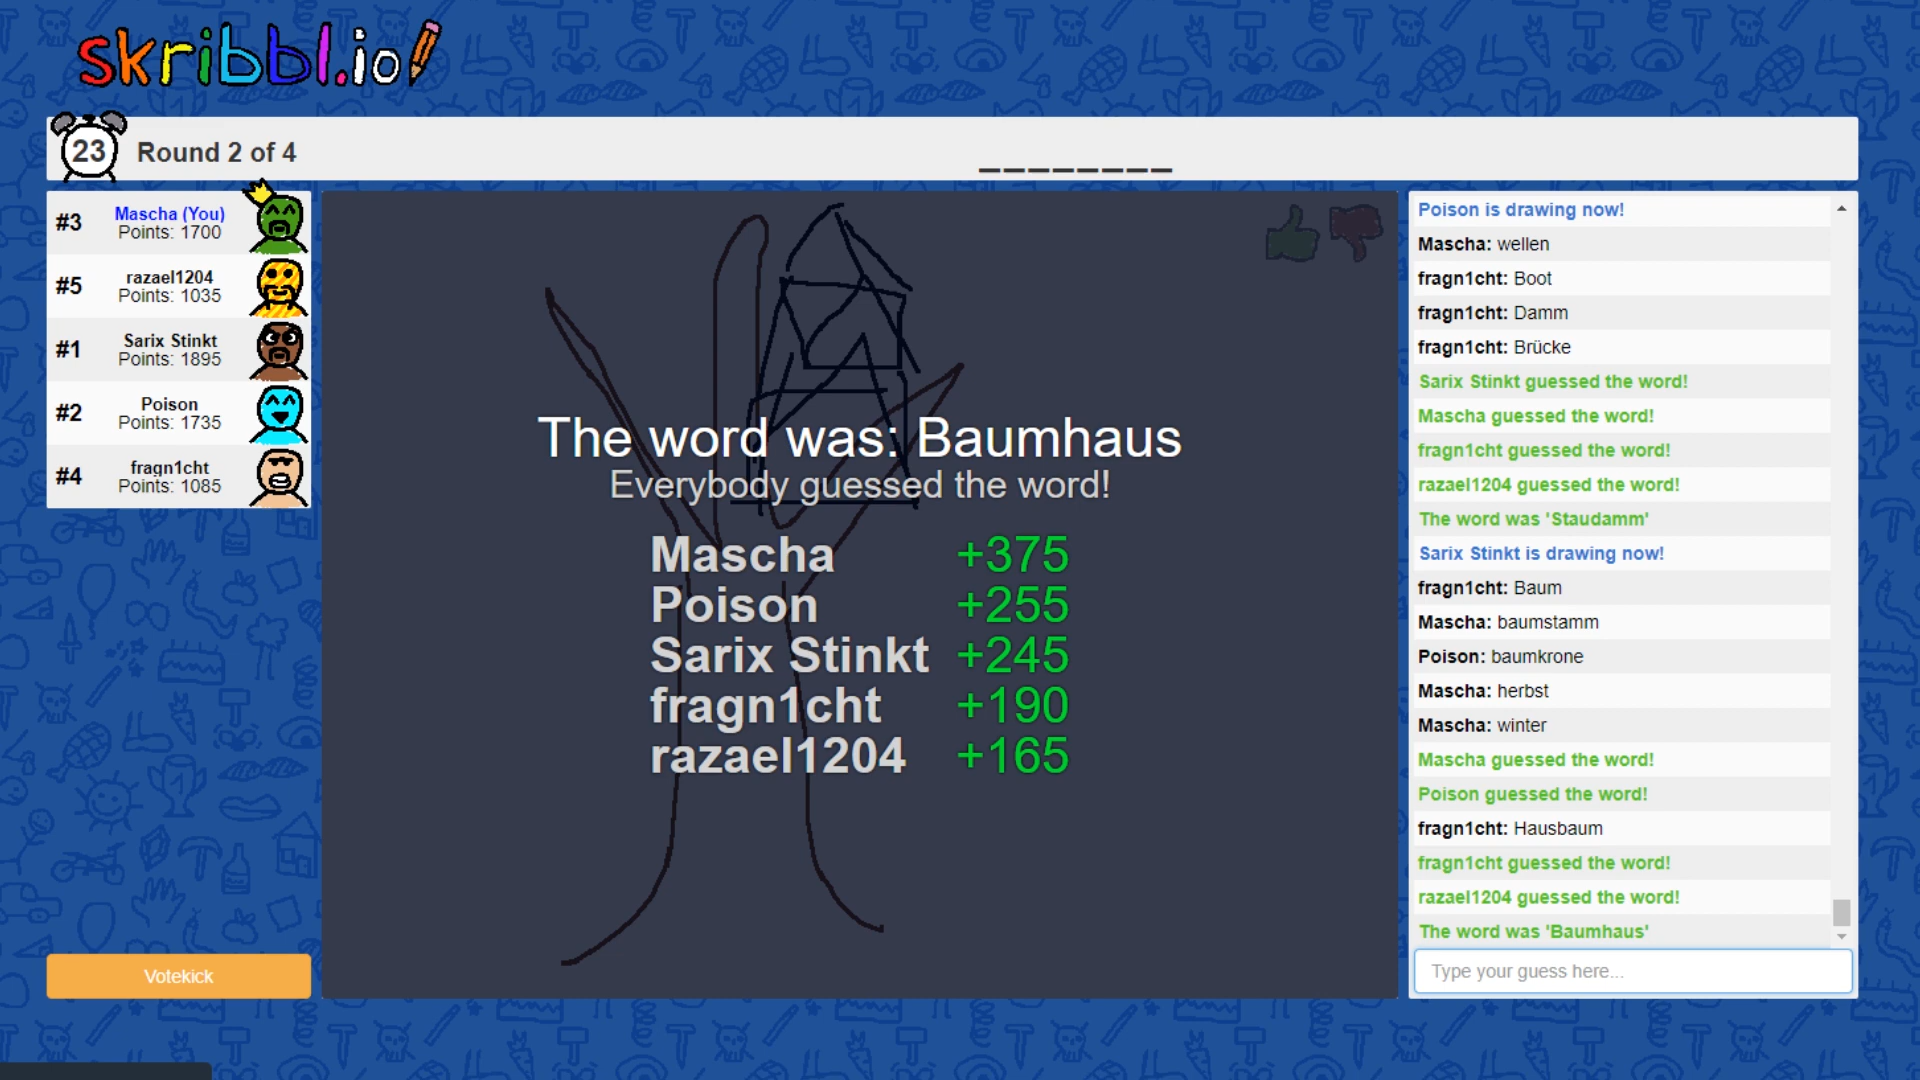 skribbl.io
23
Round 2 of 4
________
#3
Mascha (You)
Points: 1700
#5
razael1204
Points: 1035
#1
Sarix Stinkt
Points: 1895
#2
Poison
Points: 1735
#4
fragn1cht
Points: 1085
Votekick
The word was: Baumhaus
Everybody guessed the word!
Mascha +375
Poison +255
Sarix Stinkt +245
fragn1cht +190
razael1204 +165
Poison is drawing now!
Mascha: wellen
fragn1cht: Boot
fragn1cht: Damm
fragn1cht: Brücke
Sarix Stinkt guessed the word!
Mascha guessed the word!
fragn1cht guessed the word!
razael1204 guessed the word!
The word was 'Staudamm'
Sarix Stinkt is drawing now!
fragn1cht: Baum
Mascha: baumstamm
Poison: baumkrone
Mascha: herbst
Mascha: winter
Mascha guessed the word!
Poison guessed the word!
fragn1cht: Hausbaum
fragn1cht guessed the word!
razael1204 guessed the word!
The word was 'Baumhaus'
Type your guess here...